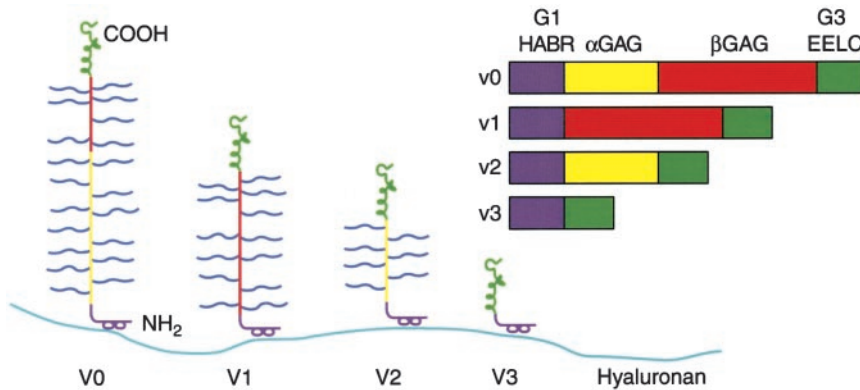 COOH
NH2
V0
V1
V2
V3
Hyaluronan
G1
G3
HABR
αGAG
βGAG
EELC
v0
v1
v2
v3